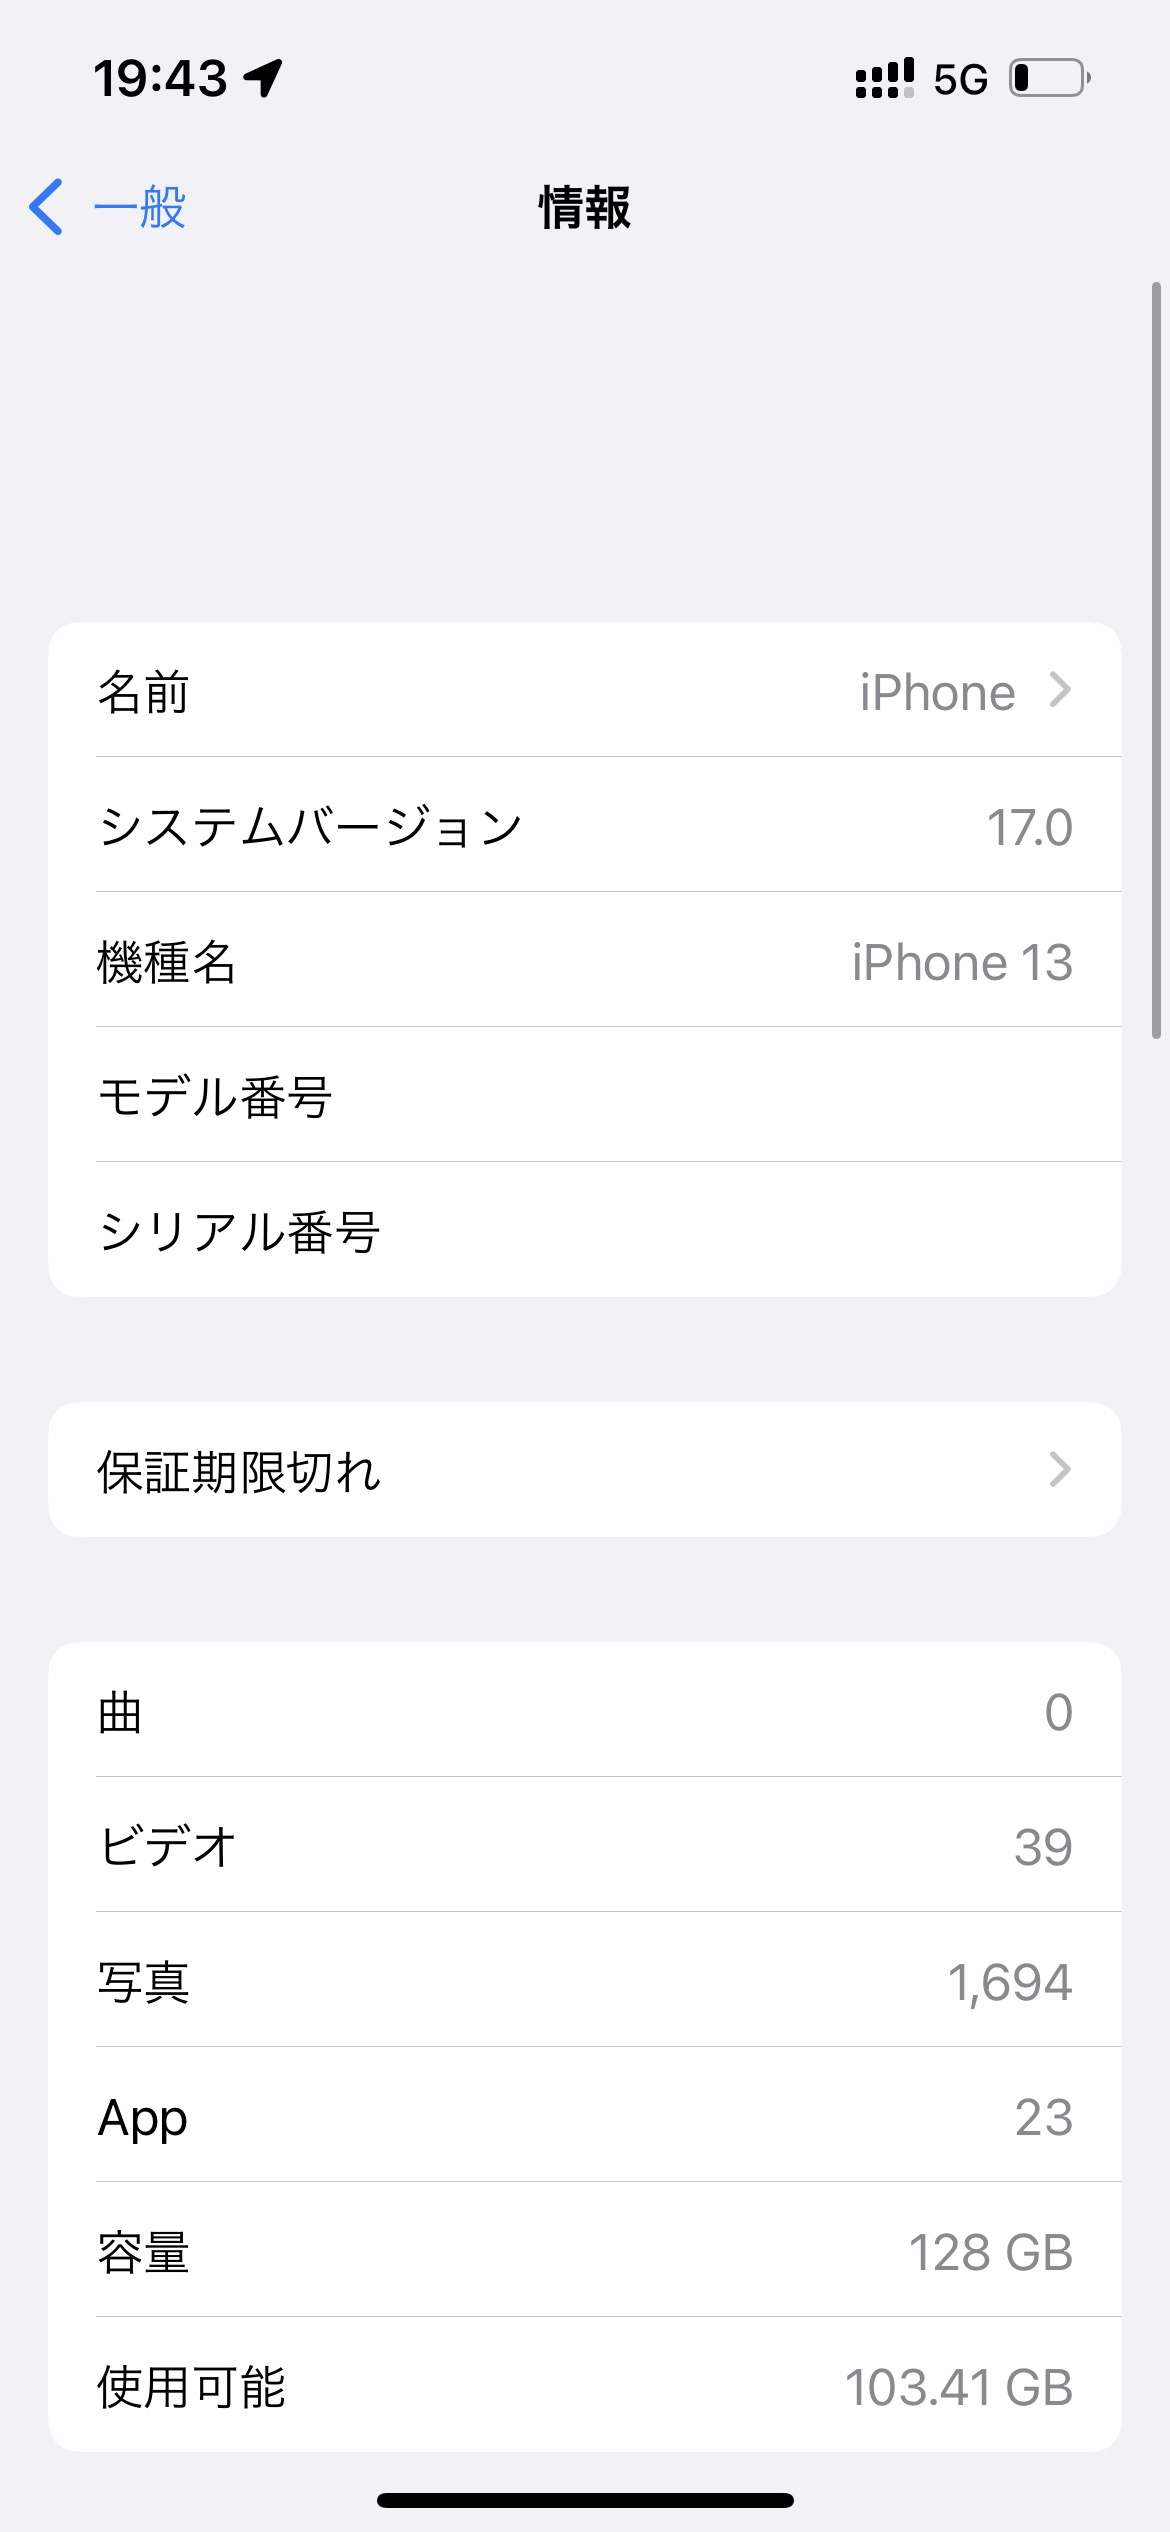 19:43 5G
一般 情報
名前 iPhone
システムバージョン 17.0
機種名 iPhone 13
モデル番号
シリアル番号
保証期限切れ
曲 0
ビデオ 39
写真 1,694
App 23
容量 128 GB
使用可能 103.41 GB